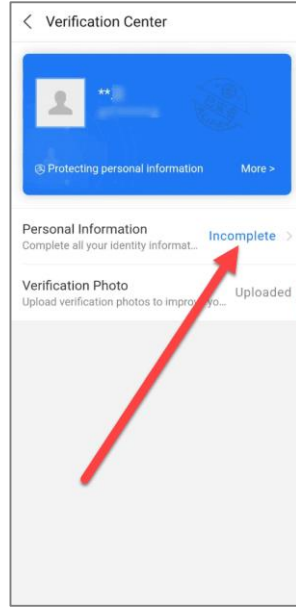 Verification Center
**
Protecting personal information More >
Personal Information
Incomplete >
Complete all your identity informat...
Verification Photo
Uploaded
Upload verification photos to improv yo...